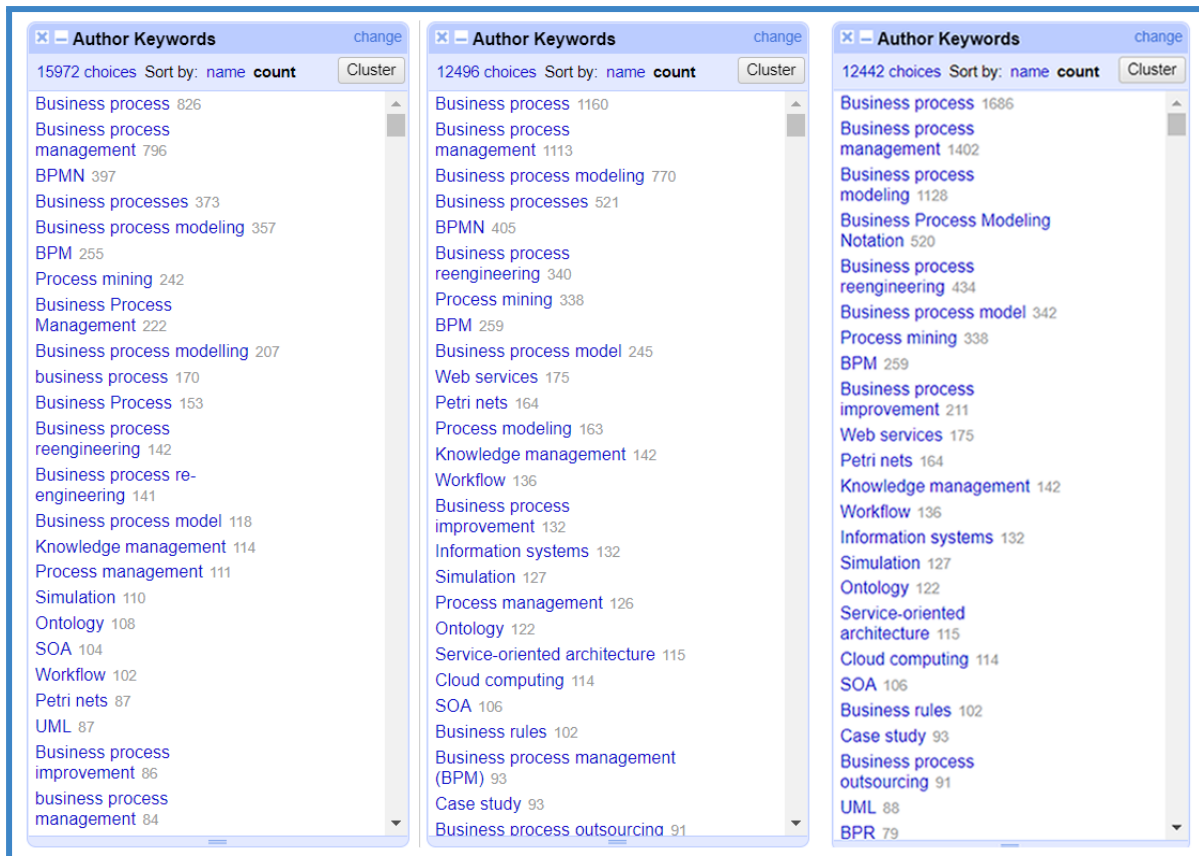 Author Keywords change
15972 choices Sort by: name count Cluster
Business process 826
Business process
management 796
BPMN 397
Business processes 373
Business process modeling 357
BPM 255
Process mining 242
Business Process
Management 222
Business process modelling 207
business process 170
Business Process 153
Business process
reengineering 142
Business process re-
engineering 141
Business process model 118
Knowledge management 114
Process management 111
Simulation 110
Ontology 108
SOA 104
Workflow 102
Petri nets 87
UML 87
Business process
improvement 86
business process
management 84
Author Keywords change
12496 choices Sort by: name count Cluster
Business process 1160
Business process
management 1113
Business process modeling 770
Business processes 521
BPMN 405
Business process
reengineering 340
Process mining 338
BPM 259
Business process model 245
Web services 175
Petri nets 164
Process modeling 163
Knowledge management 142
Workflow 136
Business process
improvement 132
Information systems 132
Simulation 127
Process management 126
Ontology 122
Service-oriented architecture 115
Cloud computing 114
SOA 106
Business rules 102
Business process management
(BPM) 93
Case study 93
Business process outsourcing 91
Author Keywords change
12442 choices Sort by: name count Cluster
Business process 1686
Business process
management 1402
Business process
modeling 1128
Business Process Modeling
Notation 520
Business process
reengineering 434
Business process model 342
Process mining 338
BPM 259
Business process
improvement 211
Web services 175
Petri nets 164
Knowledge management 142
Workflow 136
Information systems 132
Simulation 127
Ontology 122
Service-oriented
architecture 115
Cloud computing 114
SOA 106
Business rules 102
Case study 93
Business process
outsourcing 91
UML 88
BPR 79